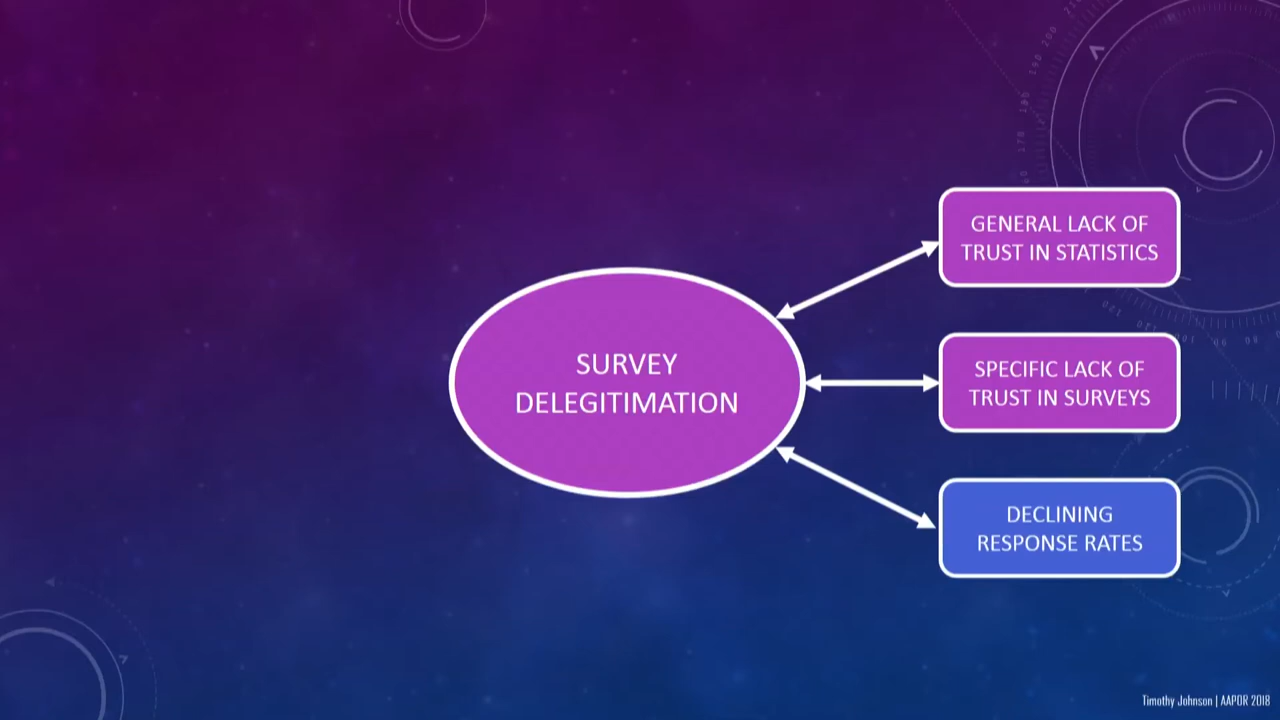 GENERAL LACK OF
TRUST IN STATISTICS
SURVEY
DELEGITIMATION
SPECIFIC LACK OF
TRUST IN SURVEYS
DECLINING
RESPONSE RATES
Timothy Johnson | AAPOR 2018